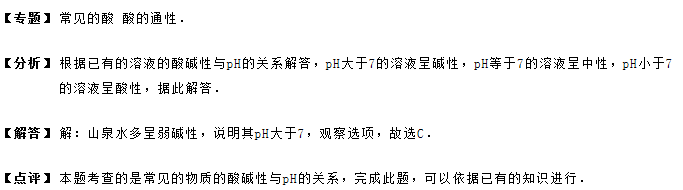 【专题】常见的酸 酸的通性．
【分析】根据已有的溶液的酸碱性与pH的关系解答，pH大于7的溶液呈碱性，pH等于7的溶液呈中性，pH小于7
的溶液呈酸性，据此解答．
【解答】解：山泉水多呈弱碱性，说明其pH大于7，观察选项，故选C．
【点评】本题考查的是常见的物质的酸碱性与pH的关系，完成此题，可以依据已有的知识进行．